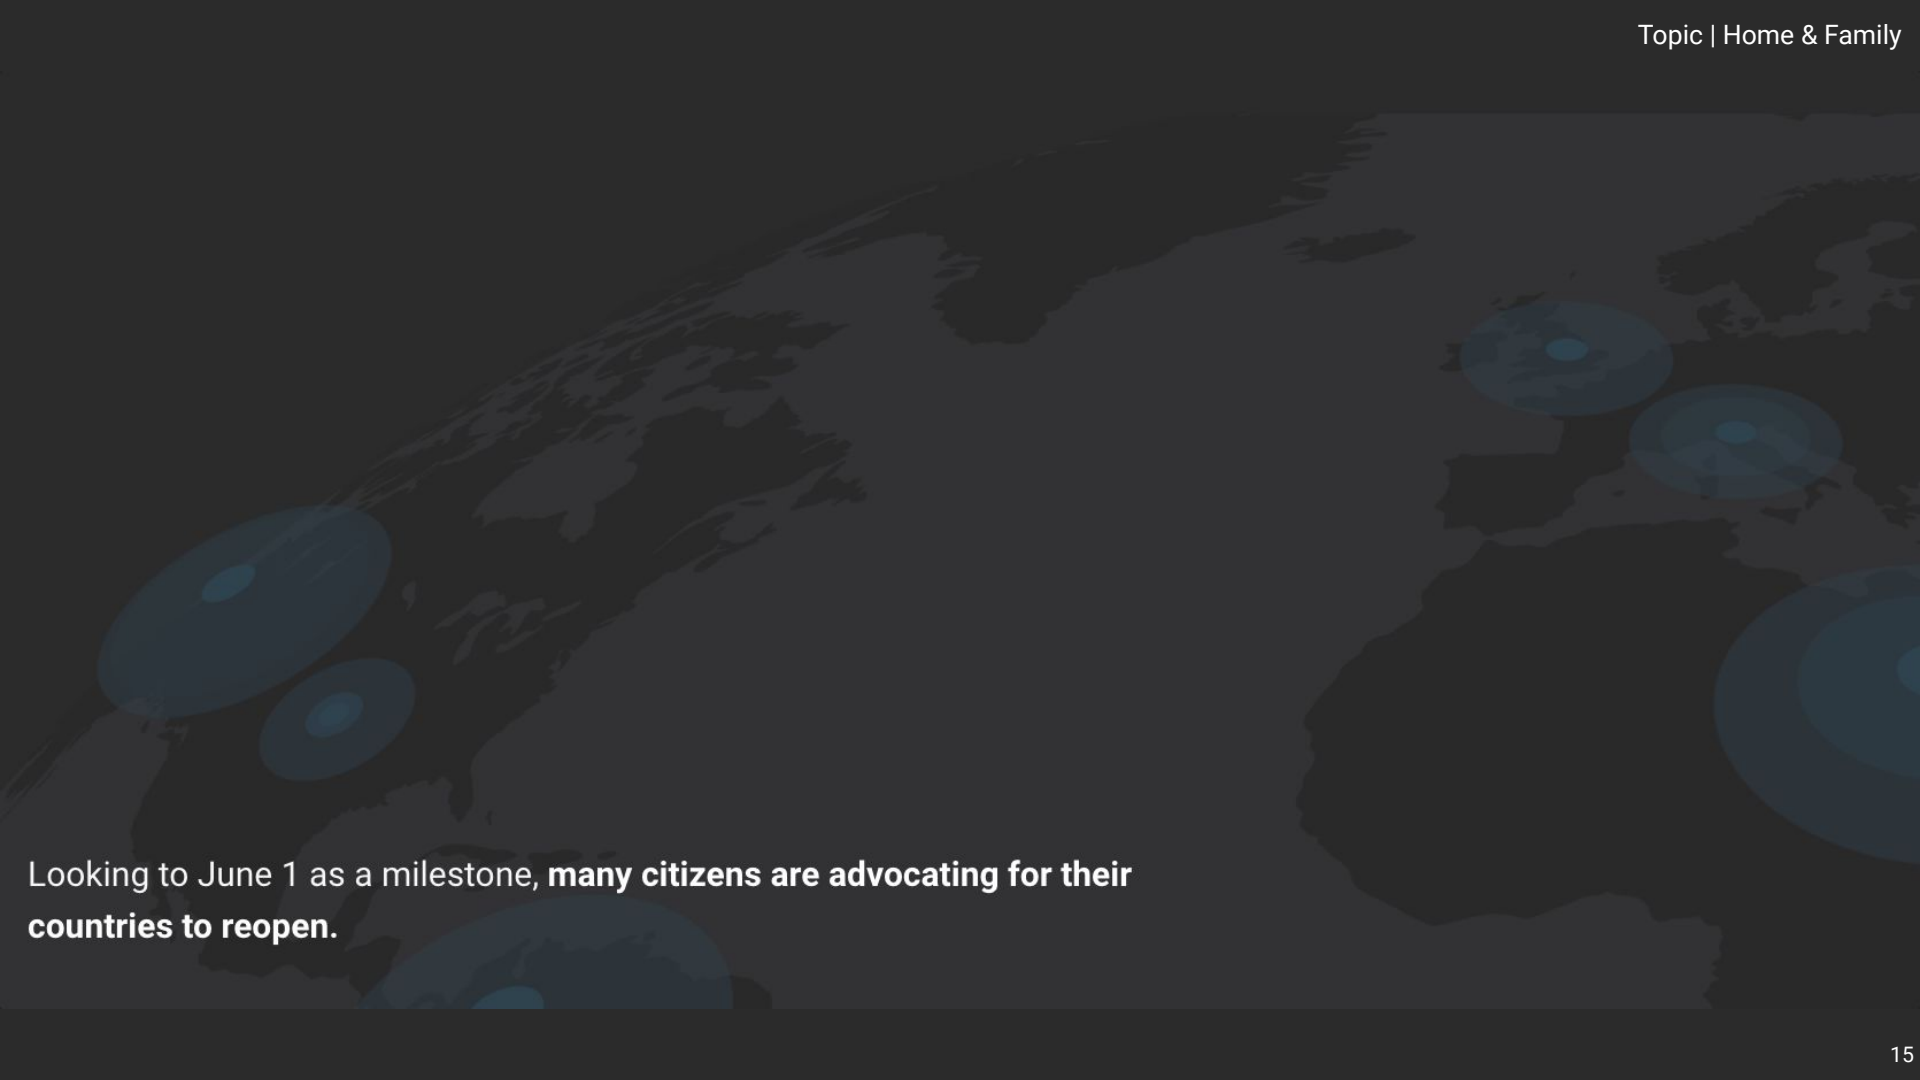 Topic | Home & Family
Looking to June 1 as a milestone, many citizens are advocating for their
countries to reopen.
15